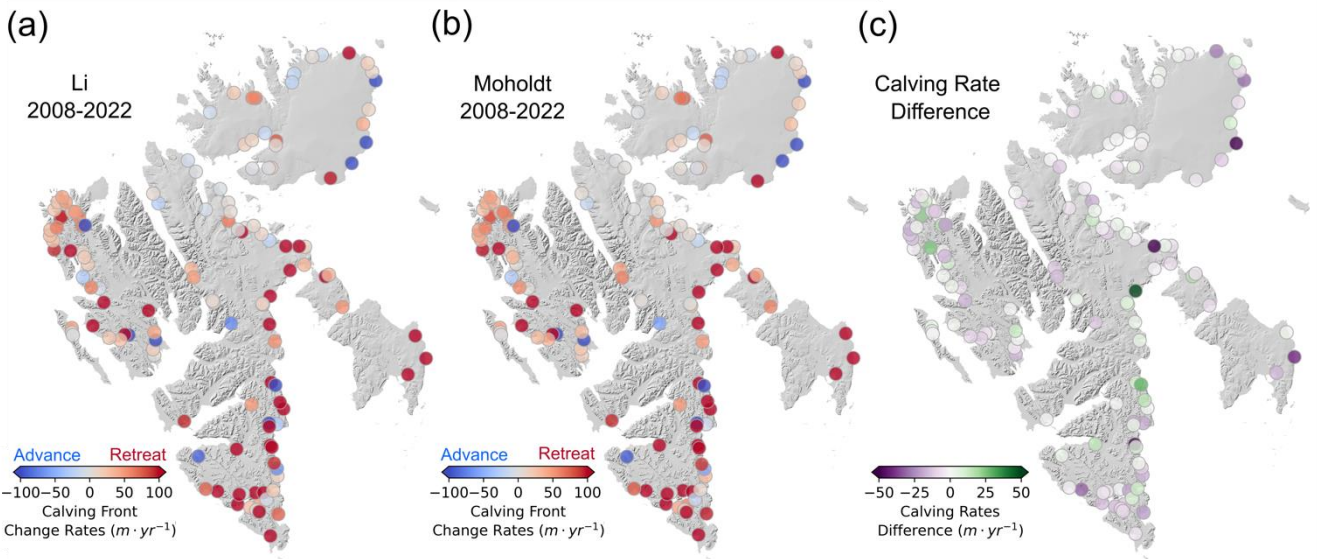 (a)
Li
2008-2022
Advance Retreat
−100 −50 0 50 100
Calving Front
Change Rates (m · yr⁻¹)
(b)
Moholdt
2008-2022
Advance Retreat
−100 −50 0 50 100
Calving Front
Change Rates (m · yr⁻¹)
(c)
Calving Rate
Difference
−50 −25 0 25 50
Calving Rates
Difference (m · yr⁻¹)